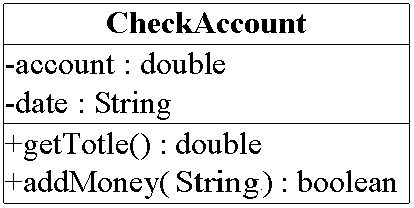 CheckAccount
-account : double
-date : String
+getTotle() : double
+addMoney( String ) : boolean